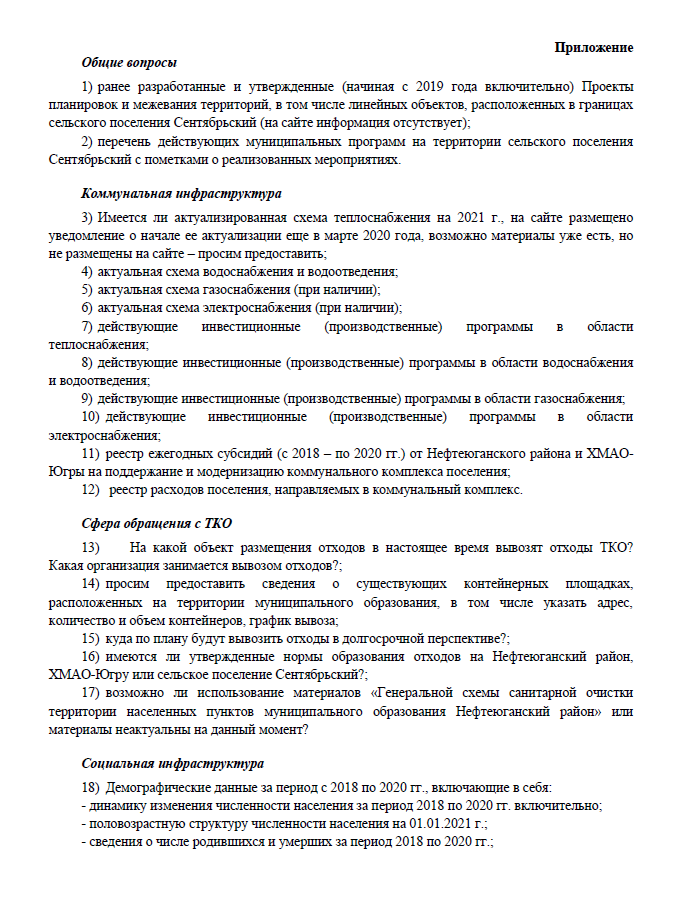 Приложение
Общие вопросы
1) ранее разработанные и утвержденные (начиная с 2019 года включительно) Проекты
планировок и межевания территорий, в том числе линейных объектов, расположенных в границах
сельского поселения Сентябрьский (на сайте информация отсутствует);
2) перечень действующих муниципальных программ на территории сельского поселения
Сентябрьский с пометками о реализованных мероприятиях.
Коммунальная инфраструктура
3) Имеется ли актуализированная схема теплоснабжения на 2021 г., на сайте размещено
уведомление о начале ее актуализации еще в марте 2020 года, возможно материалы уже есть, но
не размещены на сайте – просим предоставить;
4) актуальная схема водоснабжения и водоотведения;
5) актуальная схема газоснабжения (при наличии);
6) актуальная схема электроснабжения (при наличии);
7) действующие инвестиционные (производственные) программы в области
теплоснабжения;
8) действующие инвестиционные (производственные) программы в области водоснабжения
и водоотведения;
9) действующие инвестиционные (производственные) программы в области газоснабжения;
10) действующие инвестиционные (производственные) программы в области
электроснабжения;
11) реестр ежегодных субсидий (с 2018 – по 2020 гг.) от Нефтеюганского района и ХМАО-
Югры на поддержание и модернизацию коммунального комплекса поселения;
12) реестр расходов поселения, направляемых в коммунальный комплекс.
Сфера обращения с ТКО
13) На какой объект размещения отходов в настоящее время вывозят отходы ТКО?
Какая организация занимается вывозом отходов?;
14) просим предоставить сведения о существующих контейнерных площадках,
расположенных на территории муниципального образования, в том числе указать адрес,
количество и объем контейнеров, график вывоза;
15) куда по плану будут вывозить отходы в долгосрочной перспективе?;
16) имеются ли утвержденные нормы образования отходов на Нефтеюганский район,
ХМАО-Югру или сельское поселение Сентябрьский?;
17) возможно ли использование материалов «Генеральной схемы санитарной очистки
территории населенных пунктов муниципального образования Нефтеюганский район» или
материалы неактуальны на данный момент?
Социальная инфраструктура
18) Демографические данные за период с 2018 по 2020 гг., включающие в себя:
- динамику изменения численности населения за период 2018 по 2020 гг. включительно;
- половозрастную структуру численности населения на 01.01.2021 г.;
- сведения о числе родившихся и умерших за период 2018 по 2020 гг.;